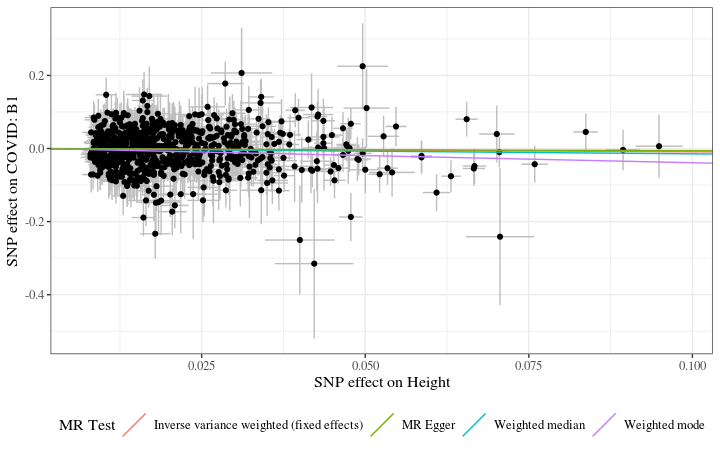 SNP effect on COVID: B1
0.2
0.0
-0.2
-0.4
0.025
0.050
0.075
0.100
SNP effect on Height
MR Test
Inverse variance weighted (fixed effects)
MR Egger
Weighted median
Weighted mode